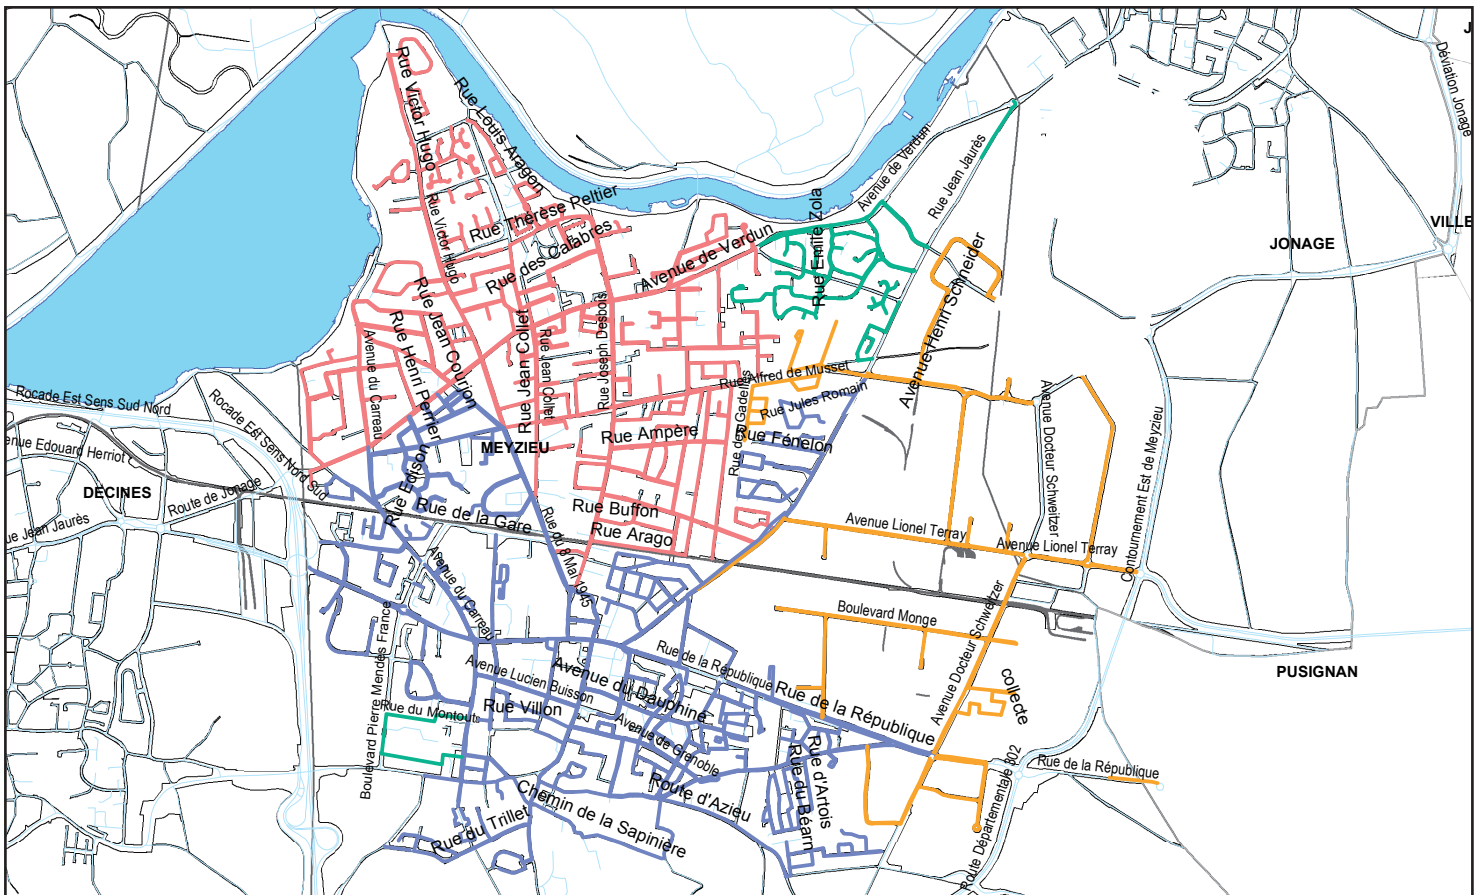 J
Déviation Jonage
Rue Victor Hugo
Rue Louis Aragon
Avenue de Verdun
Rue Jean Jaurès
Rue Thérèse Peltier
Rue Victor Hugo
Rue des Calabres
Avenue de Verdun
Rue Emile Zola
VILLE
JONAGE
Avenue Henri Schneider
Rue Jean Courjon
Rue Henri Perrier
Avenue du Carreau
Rue Jean Collet
Rue Jean Collet
Rue Joseph Desbois
Rue Alfred de Musset
Rue Jules Romain
Rue des Gadelles
Rue Fénelon
Rue Ampère
Rocade Est Sens Sud Nord
Rocade Est Sens Nord Sud
enue Edouard Herriot
DÉCINES
Route de Jonage
ue Jean Jaurès
MEYZIEU
Rue Edison
Rue de la Gare
Rue Buffon
Rue Arago
Rue du 8 Mai 1945
Avenue Docteur Schweitzer
Contournement Est de Meyzieu
Avenue Lionel Terray
Avenue Lionel Terray
Avenue du Carreau
Boulevard Monge
Avenue Docteur Schweitzer
PUSIGNAN
Boulevard Pierre Mendès France
Rue de la République
Avenue Lucien Buisson
Avenue du Dauphiné
Rue de la République
collecte
Rue du Montout
Rue Villon
Avenue de Grenoble
Rue d'Artois
Rue du Béarn
Route d'Azieu
Chemin de la Sapinière
Rue du Trillet
Rue de la République
Route Départementale 302